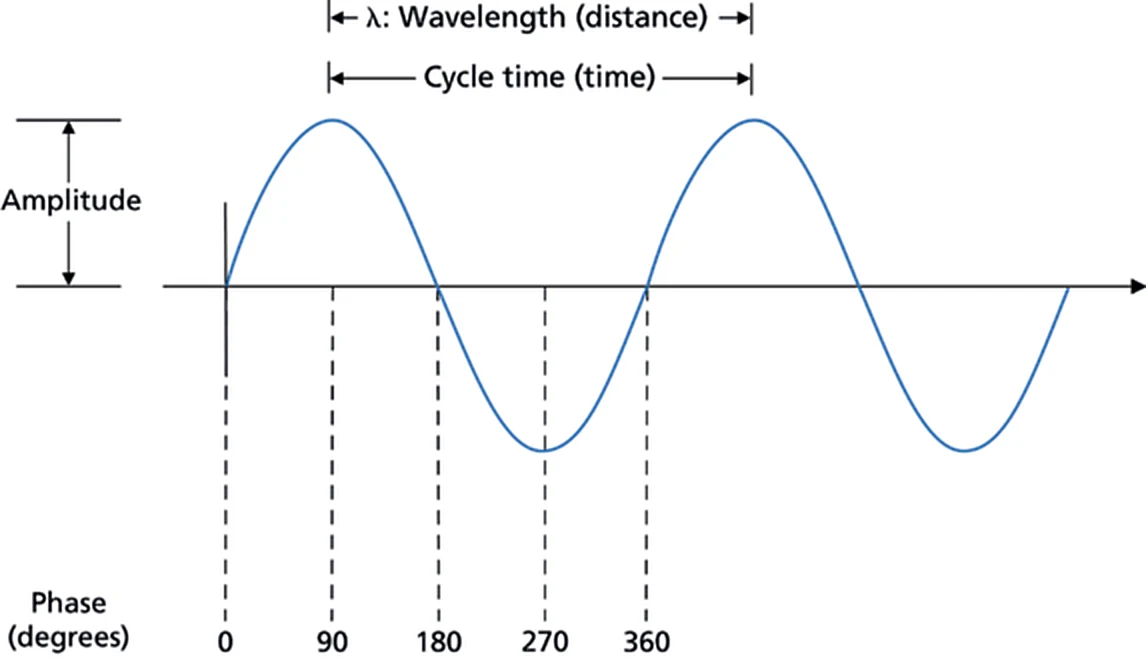 λ: Wavelength (distance)
Cycle time (time)
Amplitude
Phase
(degrees)
0 90 180 270 360